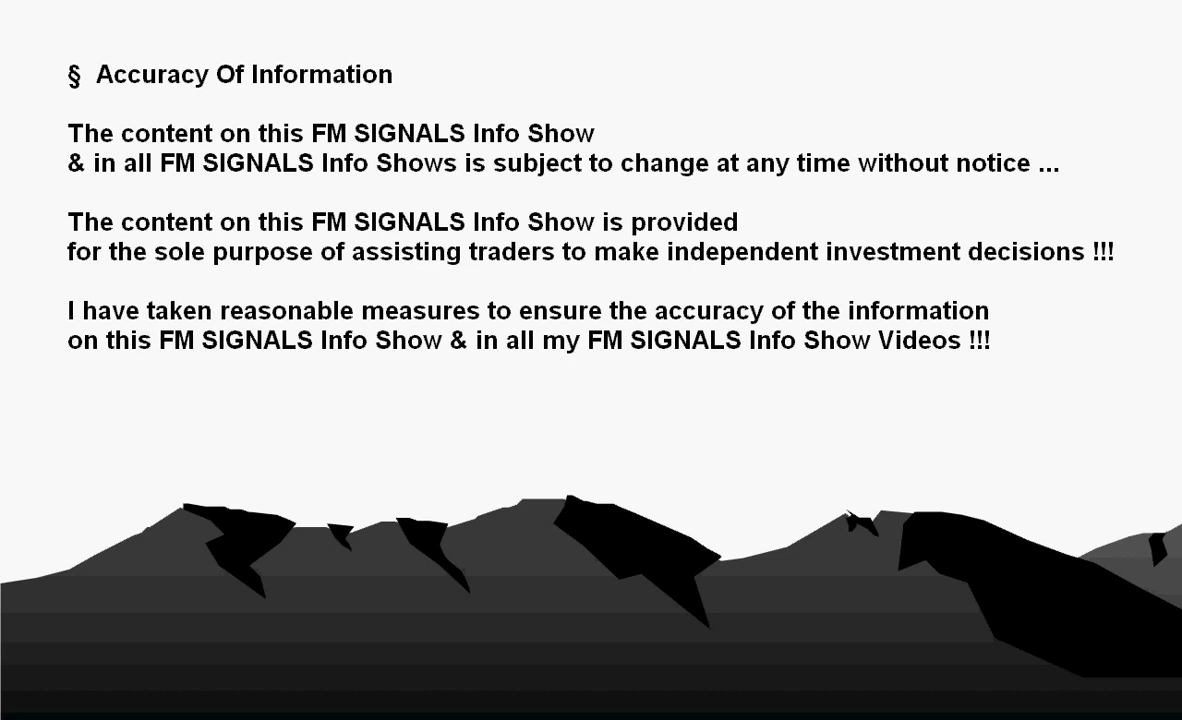 § Accuracy Of Information
The content on this FM SIGNALS Info Show
& in all FM SIGNALS Info Shows is subject to change at any time without notice ...
The content on this FM SIGNALS Info Show is provided
for the sole purpose of assisting traders to make independent investment decisions !!!
I have taken reasonable measures to ensure the accuracy of the information
on this FM SIGNALS Info Show & in all my FM SIGNALS Info Show Videos !!!